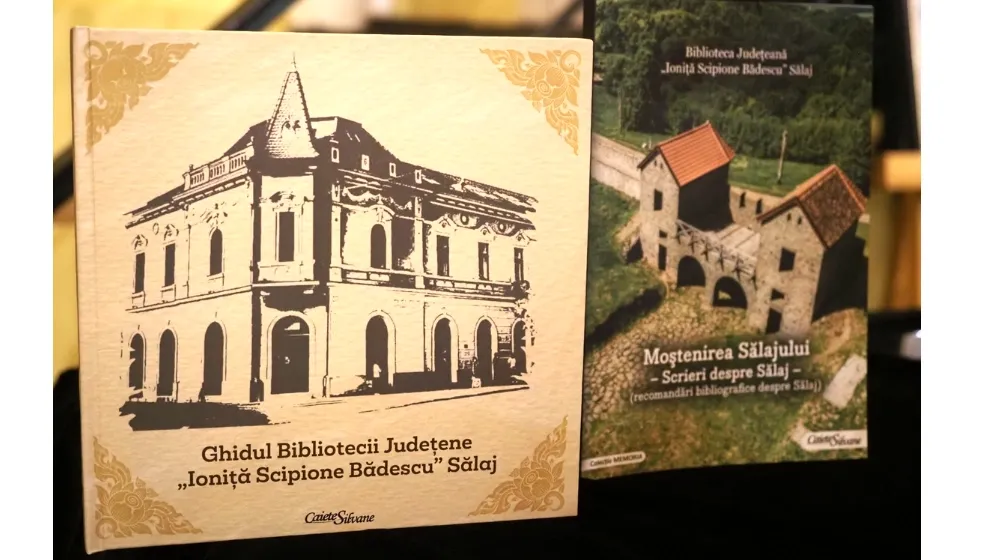 Ghidul Bibliotecii Județene
„Ioniță Scipione Bădescu” Sălaj
Caiete Silvane
Biblioteca Județeană
„Ioniță Scipione Bădescu” Sălaj
Moștenirea Sălajului
– Scrieri despre Sălaj –
(recomandări bibliografice despre Sălaj)
Caiete Silvane
Colecția MEMORIA